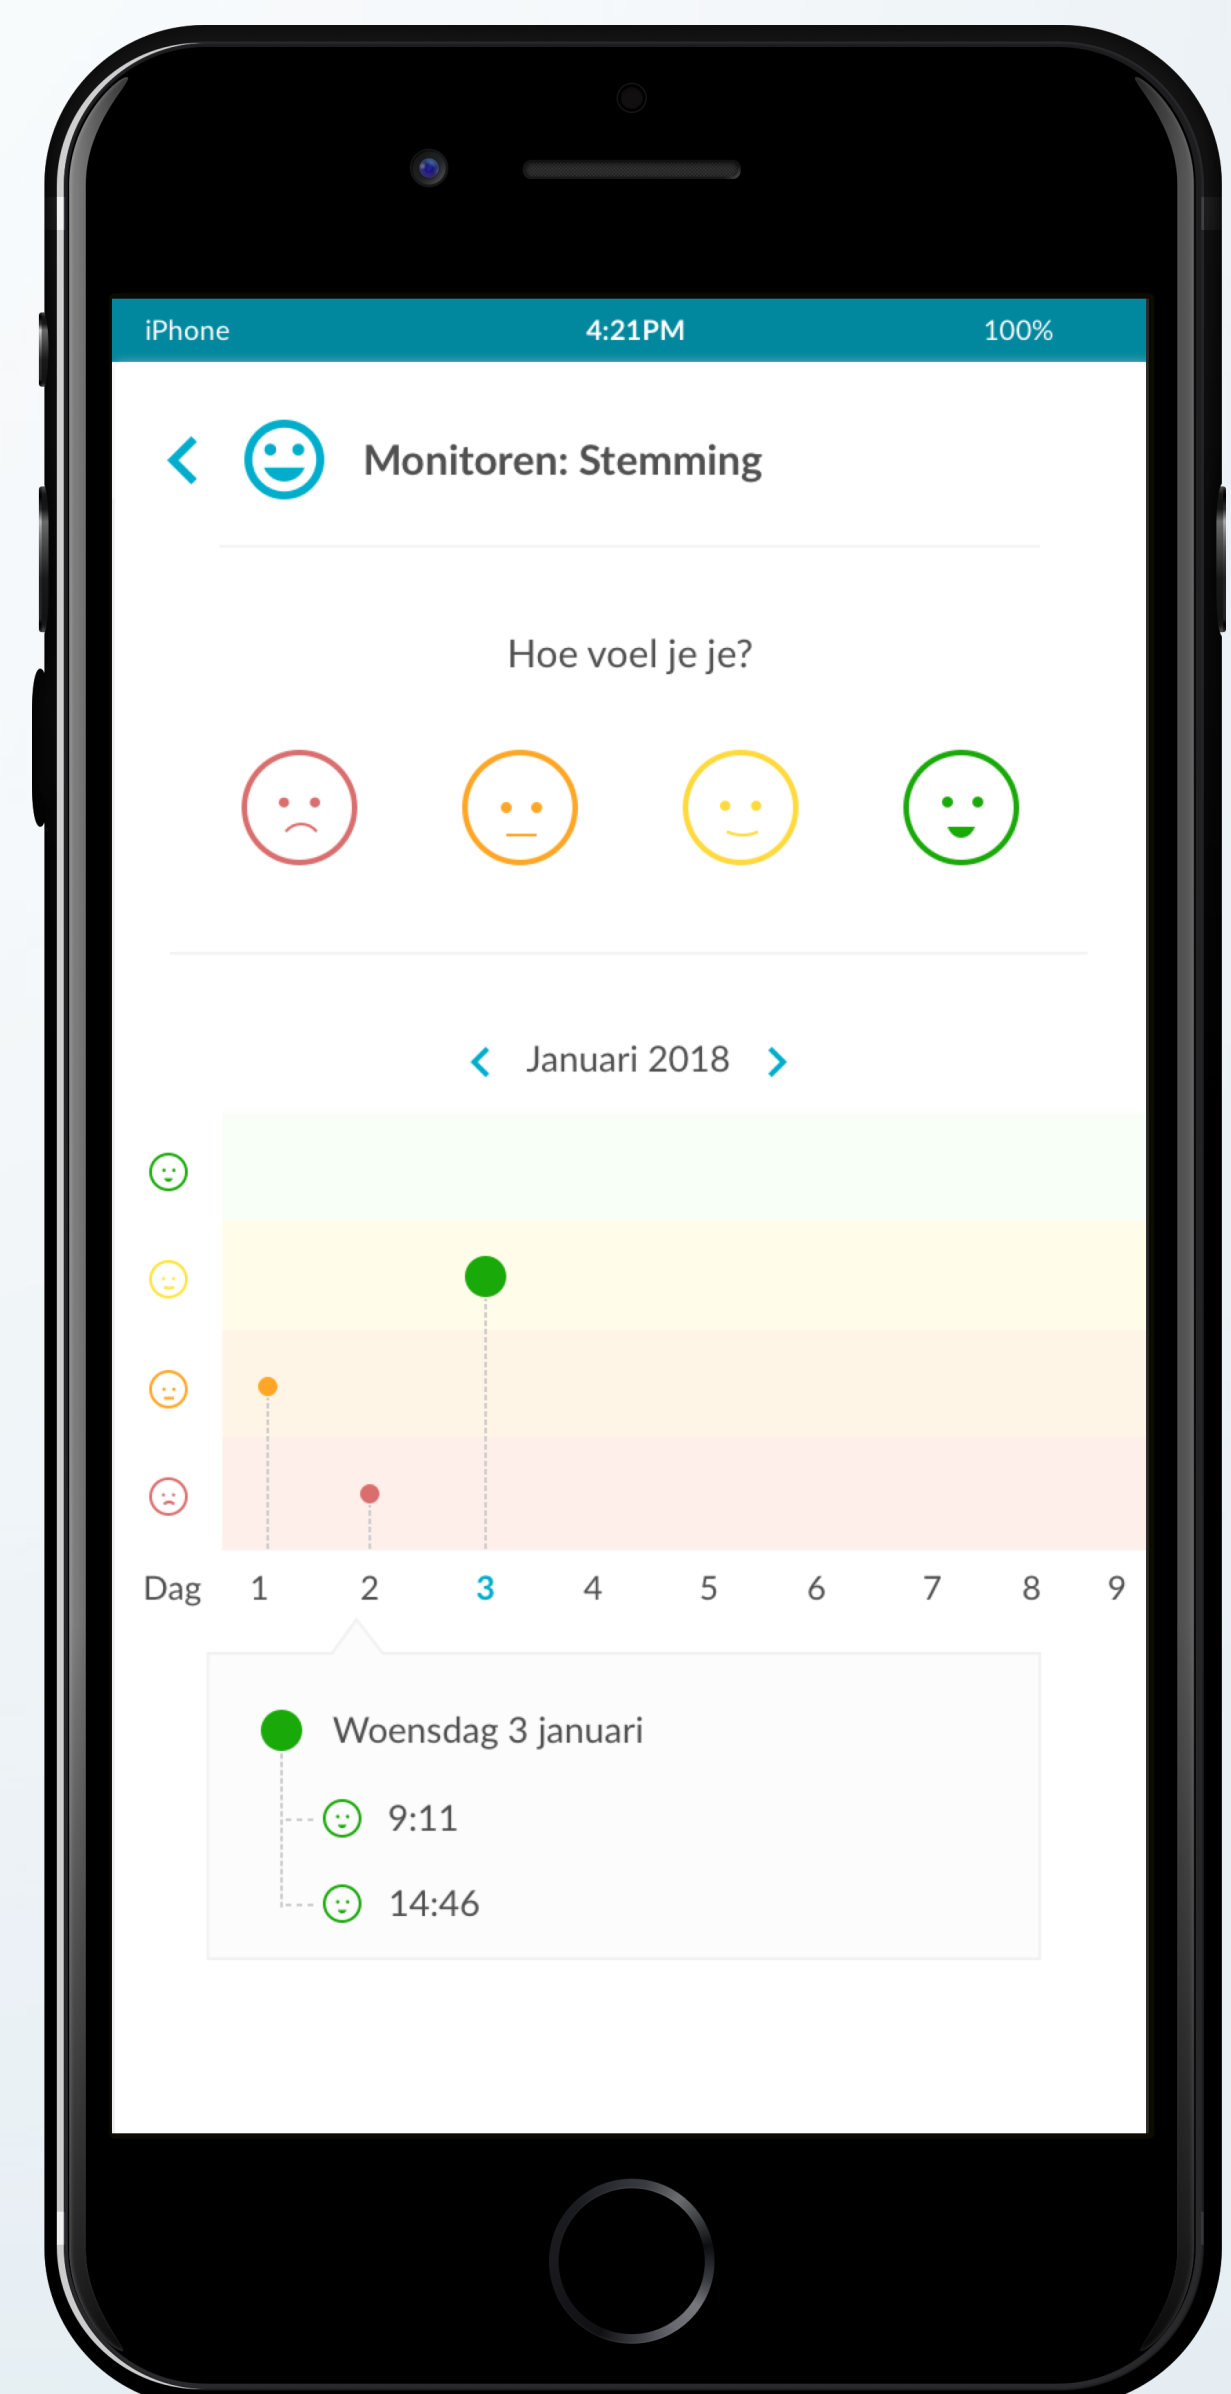 iPhone 4:21PM 100%
Monitoren: Stemming
Hoe voel je je?
Januari 2018
Dag 1 2 3 4 5 6 7 8 9
Woensdag 3 januari
9:11
14:46